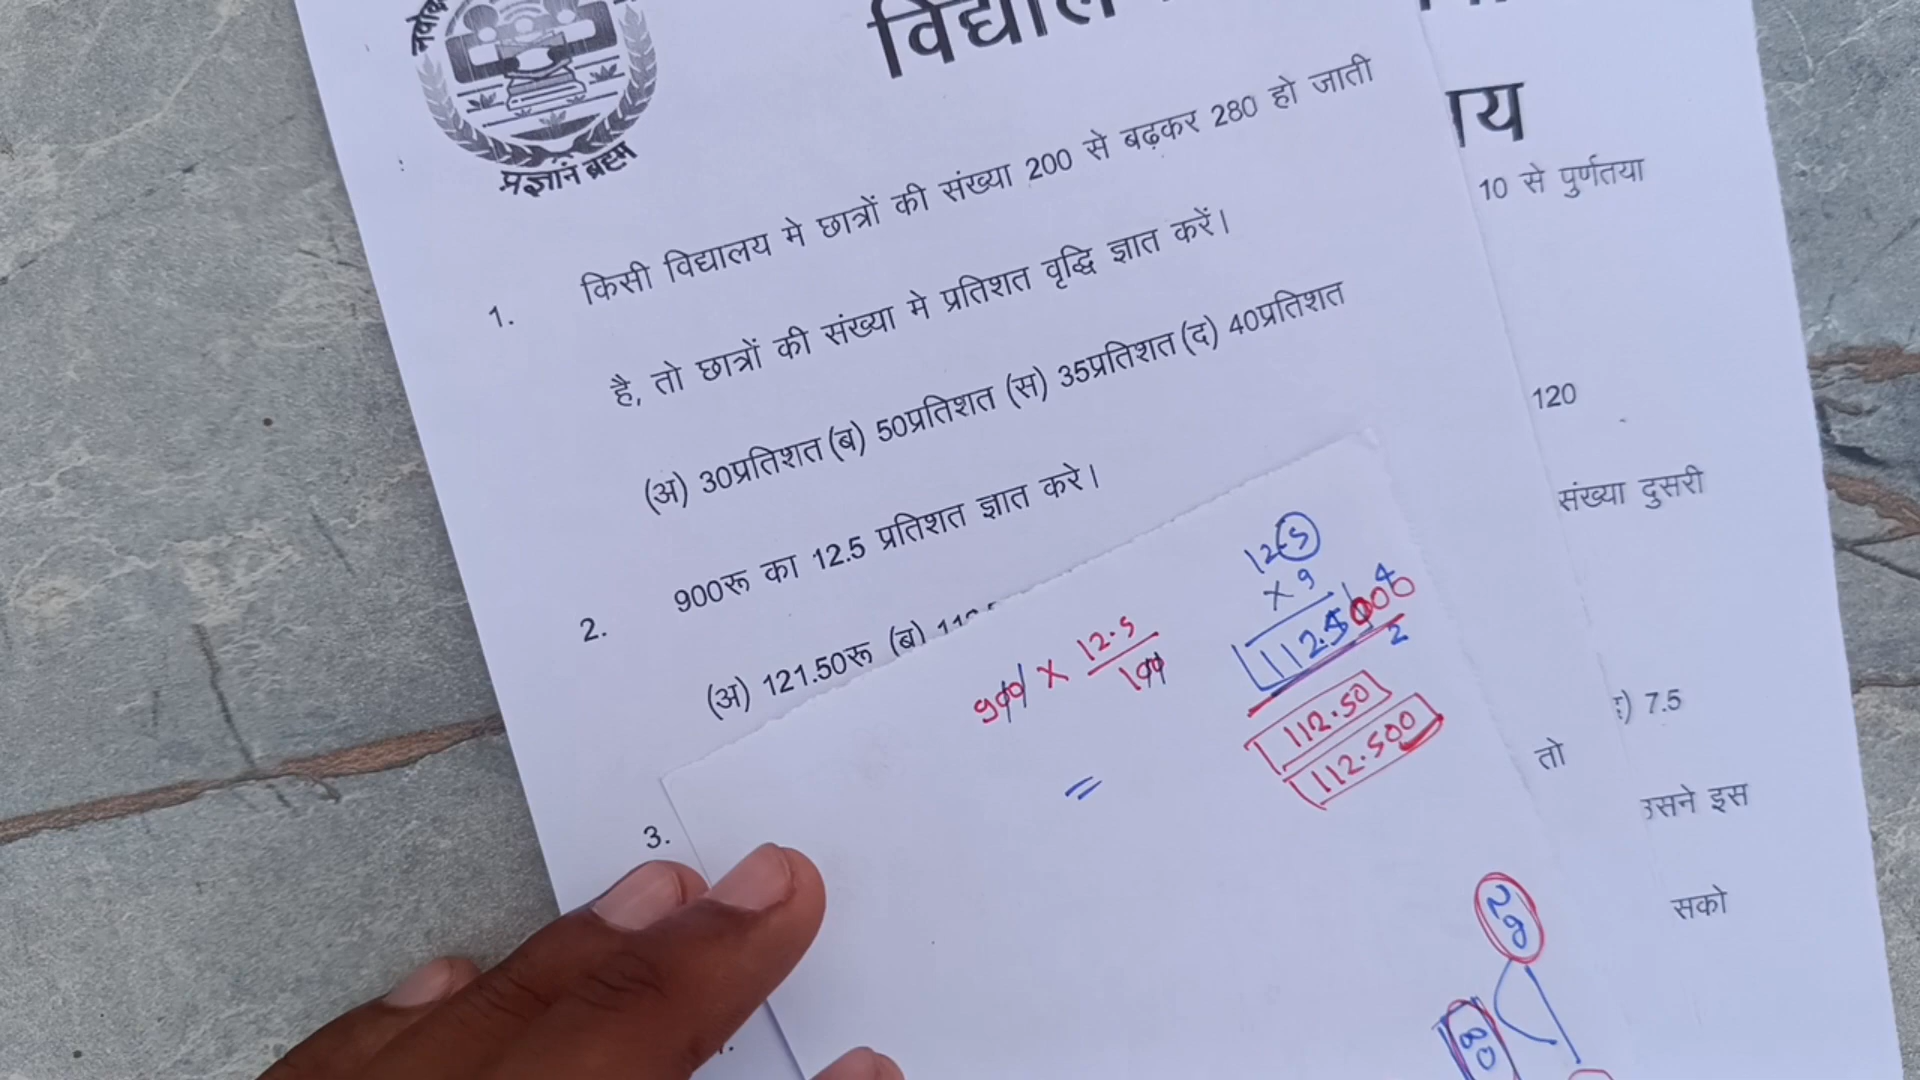 प्रज्ञानं ब्रह्म
1. किसी विद्यालय मे छात्रों की संख्या 200 से बढ़कर 280 हो जाती
है, तो छात्रों की संख्या मे प्रतिशत वृद्धि ज्ञात करें।
(अ) 30प्रतिशत (ब) 50प्रतिशत (स) 35प्रतिशत (द) 40प्रतिशत
2. 900रू का 12.5 प्रतिशत ज्ञात करे।
(अ) 121.50रू (ब)
900 × 12.5
100
=
12.5
× 9
112.5
112.50
112.500
3.
10 से पुर्णतया
120
संख्या दुसरी
7.5
तो
उसने इस
सको